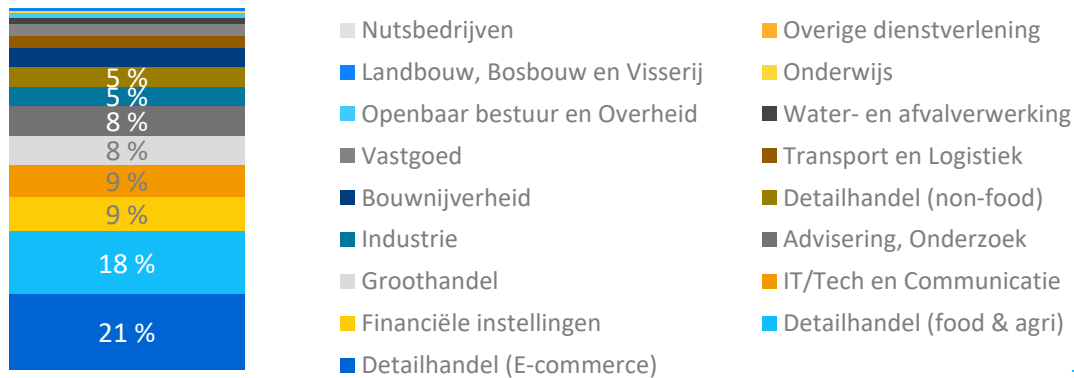 5 %
5 %
8 %
8 %
9 %
9 %
18 %
21 %
Nutsbedrijven
Overige dienstverlening
Landbouw, Bosbouw en Visserij
Onderwijs
Openbaar bestuur en Overheid
Water- en afvalverwerking
Vastgoed
Transport en Logistiek
Bouwnijverheid
Detailhandel (non-food)
Industrie
Advisering, Onderzoek
Groothandel
IT/Tech en Communicatie
Financiële instellingen
Detailhandel (food & agri)
Detailhandel (E-commerce)